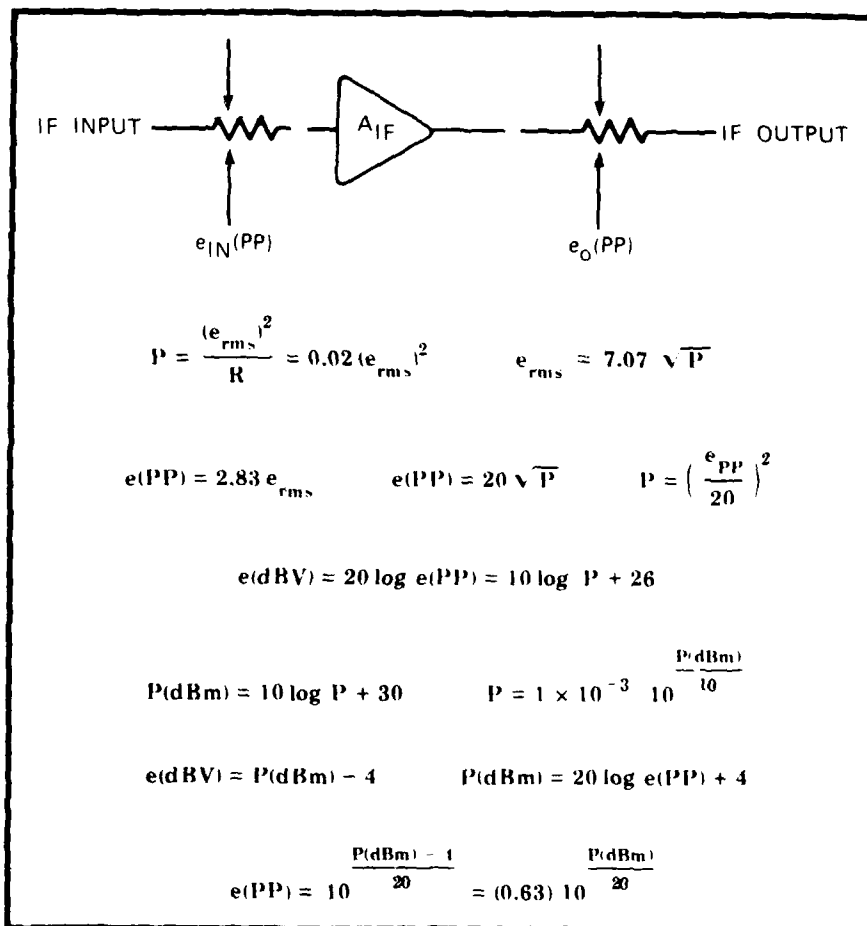 IF INPUT A_IF IF OUTPUT
e_IN(PP) e_o(PP)
P = (e_rms)^2 / R = 0.02 (e_rms)^2 e_rms = 7.07 √P
e(PP) = 2.83 e_rms e(PP) = 20 √P P = (e_PP / 20)^2
e(dBV) = 20 log e(PP) = 10 log P + 26
P(dBm) = 10 log P + 30 P = 1 × 10^-3 10^(P(dBm)/10)
e(dBV) = P(dBm) − 4 P(dBm) = 20 log e(PP) + 4
e(PP) = 10^((P(dBm) − 4)/20) = (0.63) 10^(P(dBm)/20)